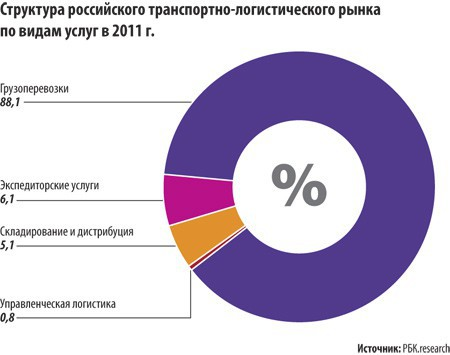 Структура российского транспортно-логистического рынка
по видам услуг в 2011 г.
Грузоперевозки
88,1
%
Экспедиторские услуги
6,1
Складирование и дистрибуция
5,1
Управленческая логистика
0,8
Источник: РБК.research